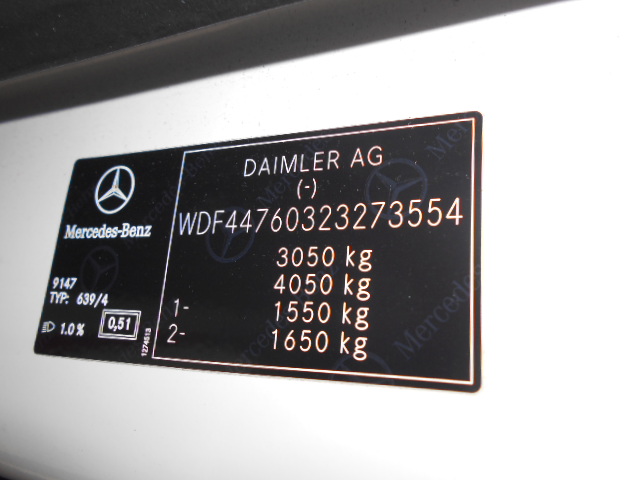 Mercedes-Benz
9147
TYP: 639/4
1.0 %
0,51
1274513
DAIMLER AG
(-)
WDF44760323273554
3050 kg
4050 kg
1- 1550 kg
2- 1650 kg